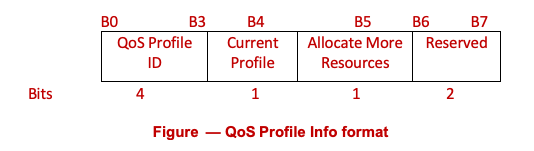 B0 B3 B4 B5 B6 B7
QoS Profile Current Allocate More Reserved
ID Profile Resources
Bits 4 1 1 2
Figure — QoS Profile Info format